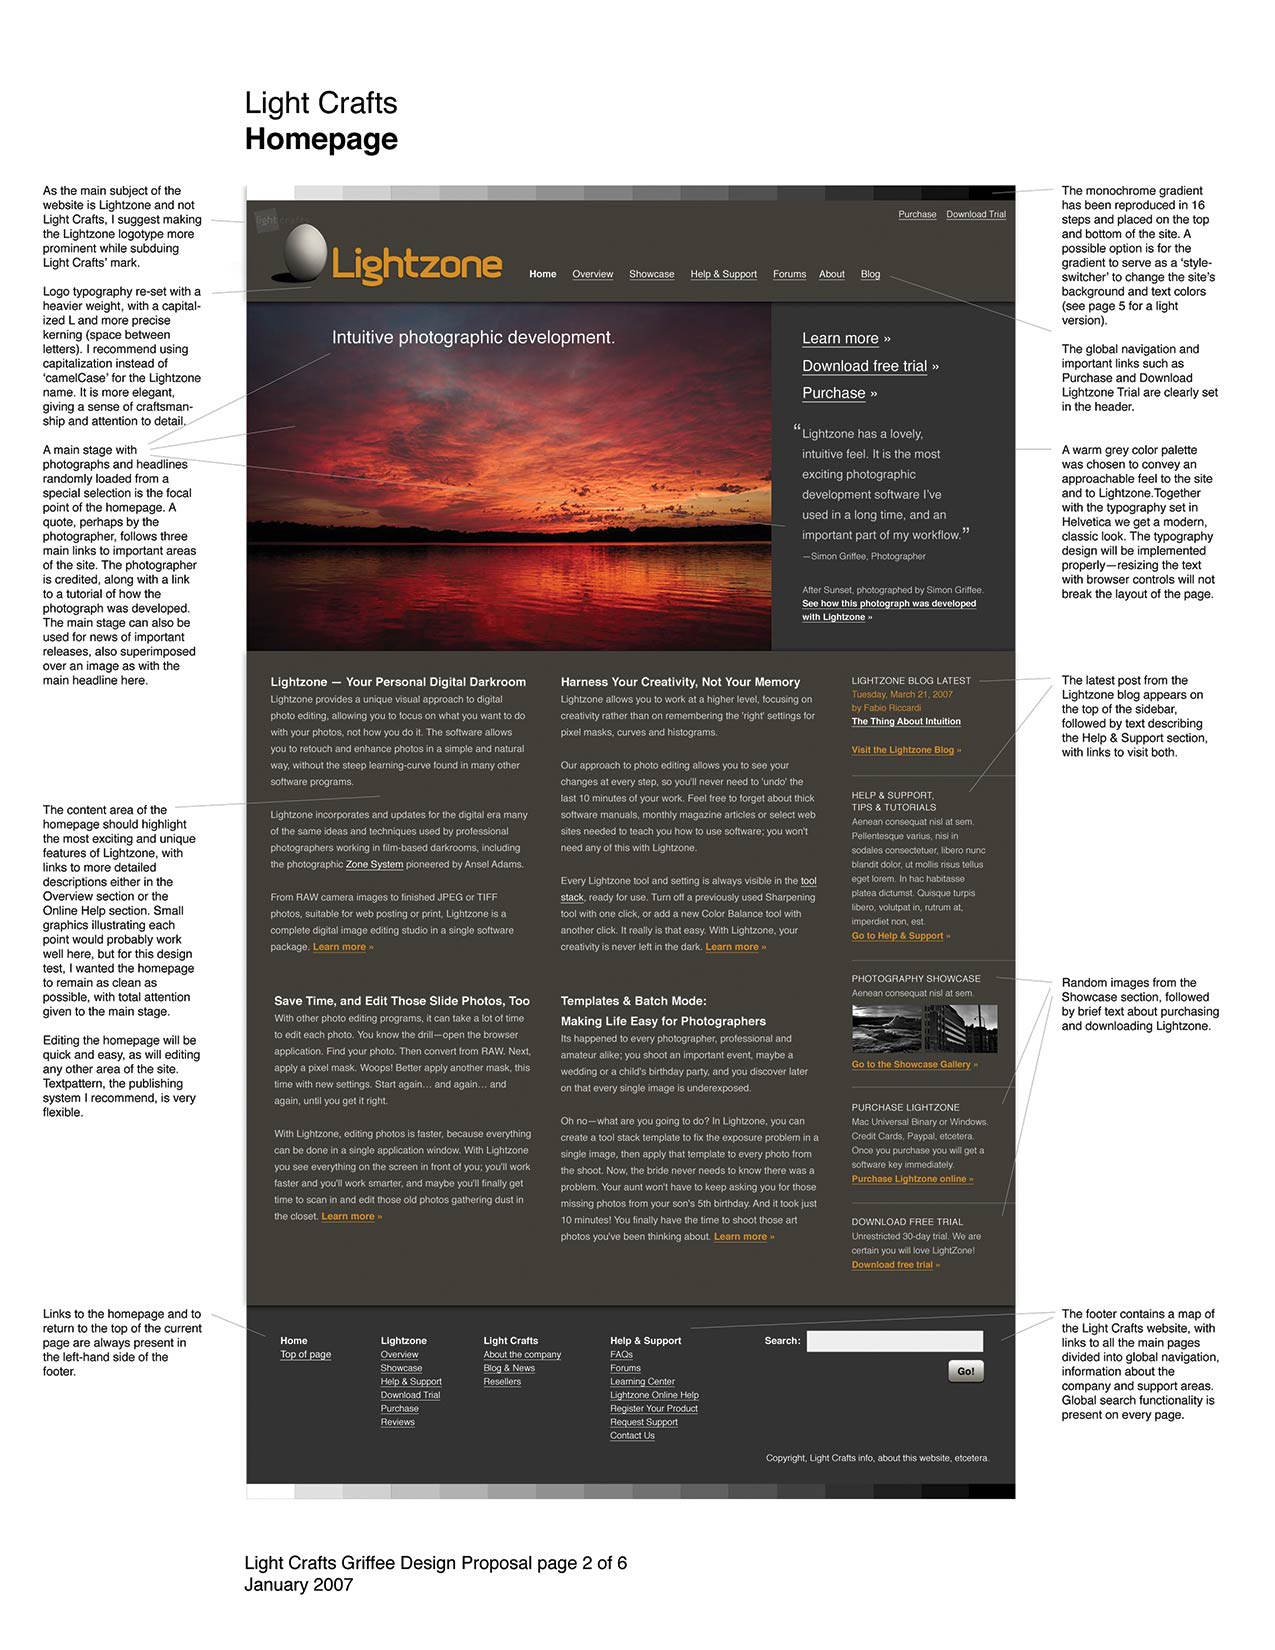 Light Crafts
Homepage
As the main subject of the
website is Lightzone and not
Light Crafts, I suggest making
the Lightzone logotype more
prominent while subduing
Light Crafts' mark.
Logo typography re-set with a
heavier weight, with a capital-
ized L and more precise
kerning (space between
letters). I recommend using
capitalization instead of
'camelCase' for the Lightzone
name. It is more elegant,
giving a sense of craftsman-
ship and attention to detail.
A main stage with
photographs and headlines
randomly loaded from a
special selection is the focal
point of the homepage. A
quote, perhaps by the
photographer, follows three
main links to important areas
of the site. The photographer
is credited, along with a link
to a tutorial of how the
photograph was developed.
The main stage can also be
used for news of important
releases, also superimposed
over an image as with the
main headline here.
The content area of the
homepage should highlight
the most exciting and unique
features of Lightzone, with
links to more detailed
descriptions either in the
Overview section or the
Online Help section. Small
graphics illustrating each
point would probably work
well here, but for this design
test, I wanted the homepage
to remain as clean as
possible, with total attention
given to the main stage.
Editing the homepage will be
quick and easy, as will editing
any other area of the site.
Textpattern, the publishing
system I recommend, is very
flexible.
Links to the homepage and to
return to the top of the current
page are always present in
the left-hand side of the
footer.
lightcrafts
Purchase Download Trial
Lightzone
Home Overview Showcase Help & Support Forums About Blog
Intuitive photographic development.
Learn more »
Download free trial »
Purchase »
“Lightzone has a lovely,
intuitive feel. It is the most
exciting photographic
development software I've
used in a long time, and an
important part of my workflow.”
—Simon Griffee, Photographer
After Sunset, photographed by Simon Griffee.
See how this photograph was developed
with Lightzone »
Lightzone — Your Personal Digital Darkroom
Lightzone provides a unique visual approach to digital
photo editing, allowing you to focus on what you want to do
with your photos, not how you do it. The software allows
you to retouch and enhance photos in a simple and natural
way, without the steep learning-curve found in many other
software programs.
Lightzone incorporates and updates for the digital era many
of the same ideas and techniques used by professional
photographers working in film-based darkrooms, including
the photographic Zone System pioneered by Ansel Adams.
From RAW camera images to finished JPEG or TIFF
photos, suitable for web posting or print, Lightzone is a
complete digital image editing studio in a single software
package. Learn more »
Harness Your Creativity, Not Your Memory
Lightzone allows you to work at a higher level, focusing on
creativity rather than on remembering the 'right' settings for
pixel masks, curves and histograms.
Our approach to photo editing allows you to see your
changes at every step, so you'll never need to 'undo' the
last 10 minutes of your work. Feel free to forget about thick
software manuals, monthly magazine articles or select web
sites needed to teach you how to use software; you won't
need any of this with Lightzone.
Every Lightzone tool and setting is always visible in the tool
stack, ready for use. Turn off a previously used Sharpening
tool with one click, or add a new Color Balance tool with
another click. It really is that easy. With Lightzone, your
creativity is never left in the dark. Learn more »
Save Time, and Edit Those Slide Photos, Too
With other photo editing programs, it can take a lot of time
to edit each photo. You know the drill—open the browser
application. Find your photo. Then convert from RAW. Next,
apply a pixel mask. Woops! Better apply another mask, this
time with new settings. Start again... and again... and
again, until you get it right.
With Lightzone, editing photos is faster, because everything
can be done in a single application window. With Lightzone
you see everything on the screen in front of you; you'll work
faster and you'll work smarter, and maybe you'll finally get
time to scan in and edit those old photos gathering dust in
the closet. Learn more »
Templates & Batch Mode:
Making Life Easy for Photographers
Its happened to every photographer, professional and
amateur alike; you shoot an important event, maybe a
wedding or a child's birthday party, and you discover later
on that every single image is underexposed.
Oh no—what are you going to do? In Lightzone, you can
create a tool stack template to fix the exposure problem in a
single image, then apply that template to every photo from
the shoot. Now, the bride never needs to know there was a
problem. Your aunt won't have to keep asking you for those
missing photos from your son's 5th birthday. And it took just
10 minutes! You finally have the time to shoot those art
photos you've been thinking about. Learn more »
LIGHTZONE BLOG LATEST
Tuesday, March 21, 2007
by Fabio Riccardi
The Thing About Intuition
Visit the Lightzone Blog »
HELP & SUPPORT,
TIPS & TUTORIALS
Aenean consequat nisl at sem.
Pellentesque varius, nisi in
sodales consectetuer, libero nunc
blandit dolor, ut mollis risus tellus
eget lorem. In hac habitasse
platea dictumst. Quisque turpis
libero, volutpat in, rutrum at,
imperdiet non, est.
Go to Help & Support »
PHOTOGRAPHY SHOWCASE
Aenean consequat nisl at sem.
Go to the Showcase Gallery »
PURCHASE LIGHTZONE
Mac Universal Binary or Windows.
Credit Cards, Paypal, etcetera.
Once you purchase you will get a
software key immediately.
Purchase Lightzone online »
DOWNLOAD FREE TRIAL
Unrestricted 30-day trial. We are
certain you will love LightZone!
Download free trial »
Home
Top of page
Lightzone
Overview
Showcase
Help & Support
Download Trial
Purchase
Reviews
Light Crafts
About the company
Blog & News
Resellers
Help & Support
FAQs
Forums
Learning Center
Lightzone Online Help
Register Your Product
Request Support
Contact Us
Search:
Go!
Copyright, Light Crafts info, about this website, etcetera.
The monochrome gradient
has been reproduced in 16
steps and placed on the top
and bottom of the site. A
possible option is for the
gradient to serve as a 'style-
switcher' to change the site's
background and text colors
(see page 5 for a light
version).
The global navigation and
important links such as
Purchase and Download
Lightzone Trial are clearly set
in the header.
A warm grey color palette
was chosen to convey an
approachable feel to the site
and to Lightzone.Together
with the typography set in
Helvetica we get a modern,
classic look. The typography
design will be implemented
properly—resizing the text
with browser controls will not
break the layout of the page.
The latest post from the
Lightzone blog appears on
the top of the sidebar,
followed by text describing
the Help & Support section,
with links to visit both.
Random images from the
Showcase section, followed
by brief text about purchasing
and downloading Lightzone.
The footer contains a map of
the Light Crafts website, with
links to all the main pages
divided into global navigation,
information about the
company and support areas.
Global search functionality is
present on every page.
Light Crafts Griffee Design Proposal page 2 of 6
January 2007